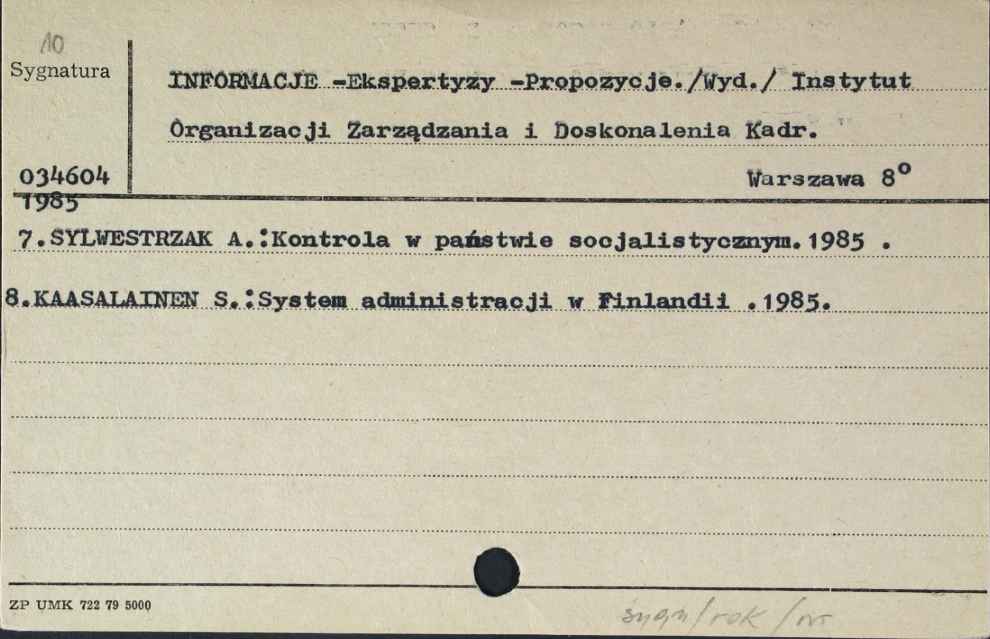 10
Sygnatura
INFORMACJE -Ekspertyzy -Propozycje./Wyd./ Instytut
Organizacji Zarządzania i Doskonalenia Kadr.
034604
Warszawa 8º
1985
7.SYLWESTRZAK A.:Kontrola w państwie socjalistycznym.1985 .
8.KAASALAINEN S.:System administracji w Finlandii .1985.
ZP UMK 722 79 5000
sygn/rok/nr